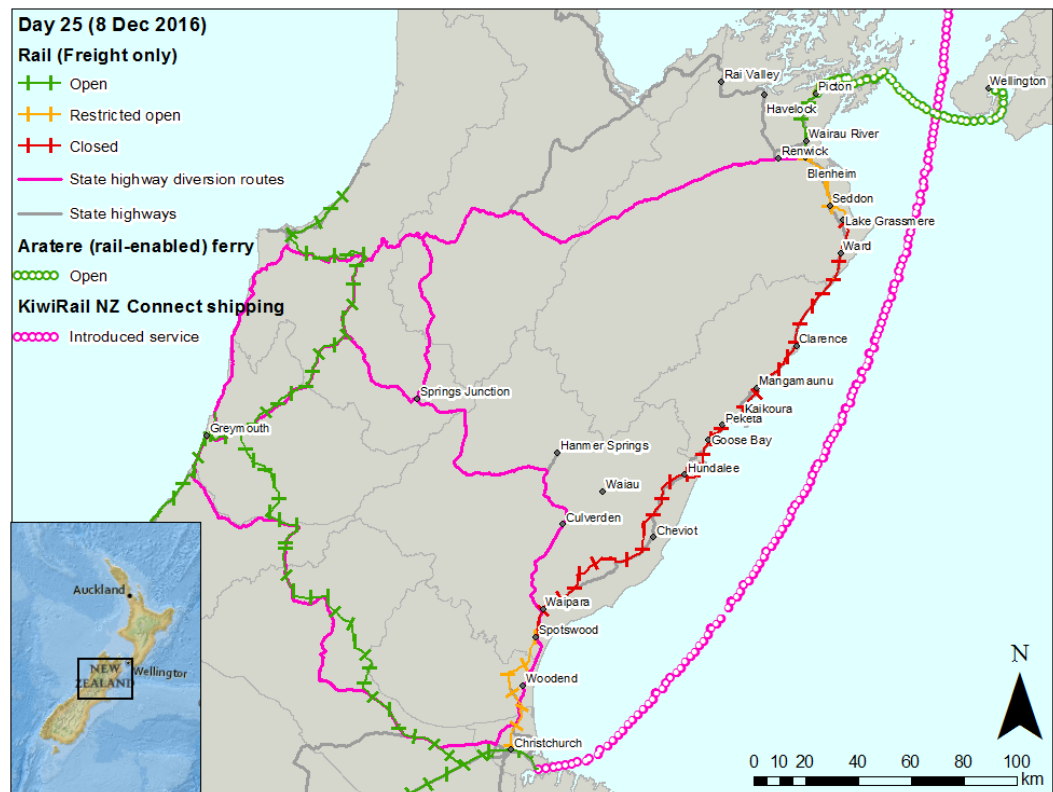 Day 25 (8 Dec 2016)
Rail (Freight only)
Open
Restricted open
Closed
State highway diversion routes
State highways
Aratere (rail-enabled) ferry
Open
KiwiRail NZ Connect shipping
Introduced service
Rai Valley
Picton
Wellington
Havelock
Wairau River
Renwick
Blenheim
Seddon
Lake Grassmere
Ward
Clarence
Mangamaunu
Kaikoura
Peketa
Goose Bay
Springs Junction
Greymouth
Hanmer Springs
Hundalee
Waiau
Culverden
Cheviot
Waipara
Spotswood
Woodend
Christchurch
Auckland
Wellington
NEW
ZEALAND
N
0 10 20 40 60 80 100
km